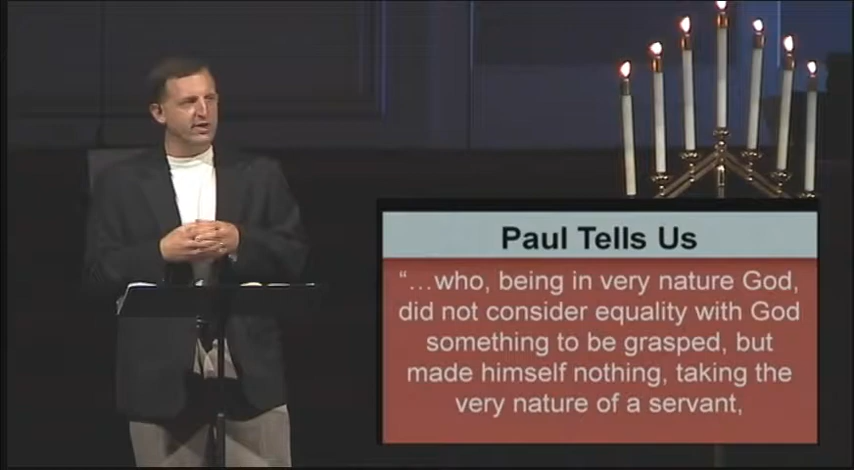 Paul Tells Us
“…who, being in very nature God,
did not consider equality with God
something to be grasped, but
made himself nothing, taking the
very nature of a servant,